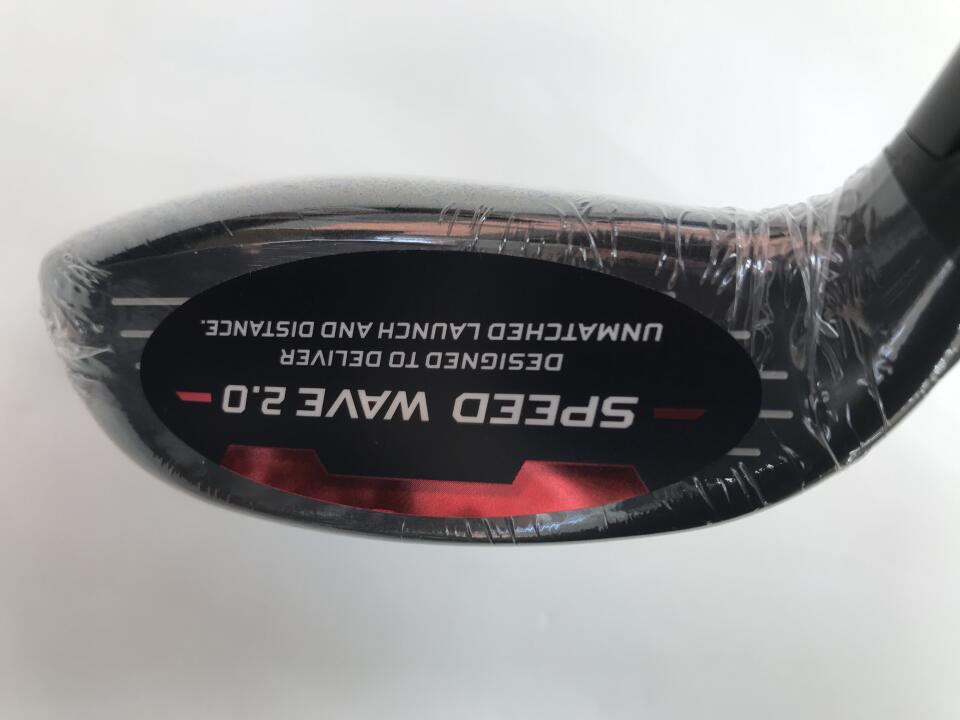 SPEED WAVE 2.0
DESIGNED TO DELIVER
UNMATCHED LAUNCH AND DISTANCE.